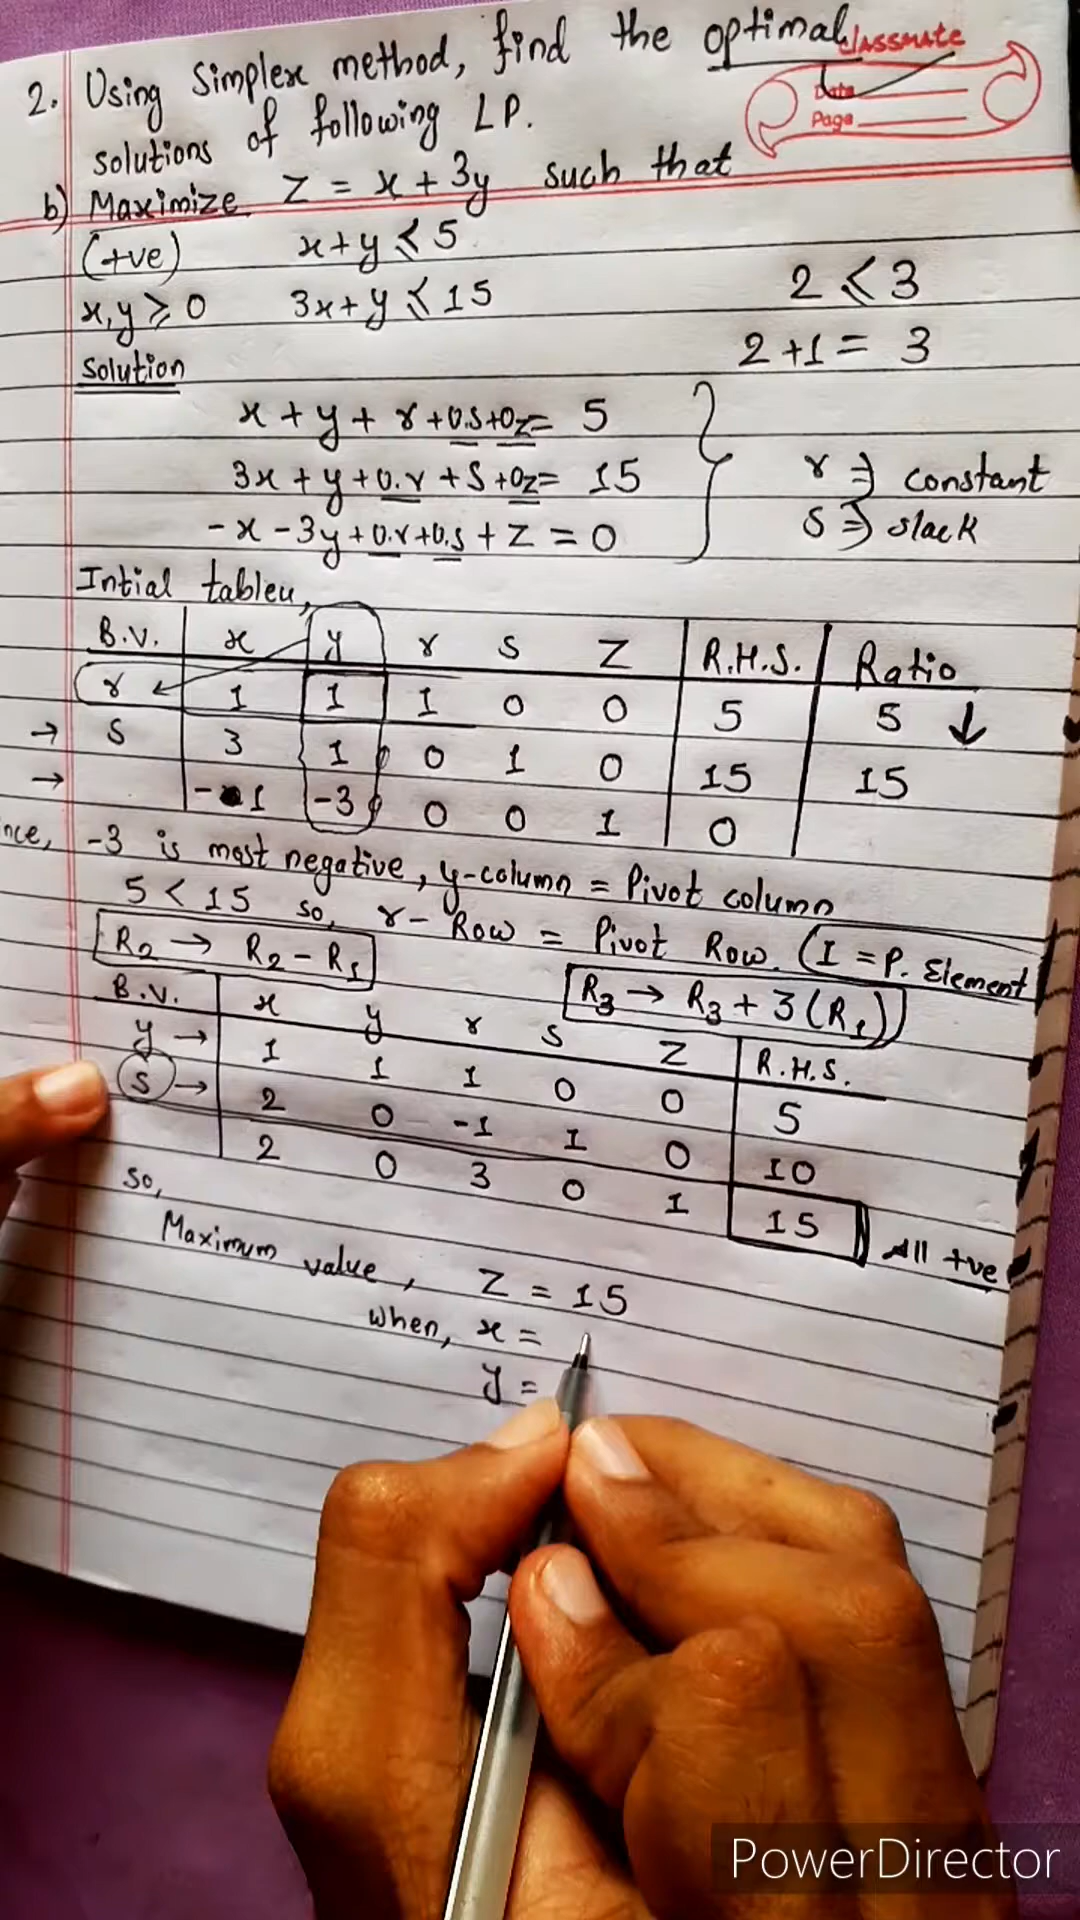 2. Using Simplex method, find the optimal
classmate
Date
Page
solutions of following LP.
b) Maximize Z = x + 3y such that
(+ve) x+y ⩽ 5
x,y ⩾ 0 3x+y ⩽ 15
2 ⩽ 3
2 +1 = 3
Solution
x + y + r +0.s+0z= 5
3x + y +0.r + s +0z= 15
-x -3y+0.r+0.s + Z = 0
r ⇒ constant
s ⇒ slack
Intial tableu,
B.V. x y r s Z R.H.S. Ratio
r 1 1 1 0 0 5 5 ↓
→ s 3 1 0 1 0 15 15
→ -1 -3 0 0 1 0
nce, -3 is most negative, y-column = Pivot column
5 < 15 so, r- Row = Pivot Row. (1 = P. Element
R2 → R2 - R1
R3 → R3 + 3(R1)
B.V. x y r s Z R.H.S.
y → 1 1 1 0 0 5
s → 2 0 -1 1 0 10
2 0 3 0 1 15 All +ve
So,
Maximum value, Z = 15
when, x =
y =
PowerDirector